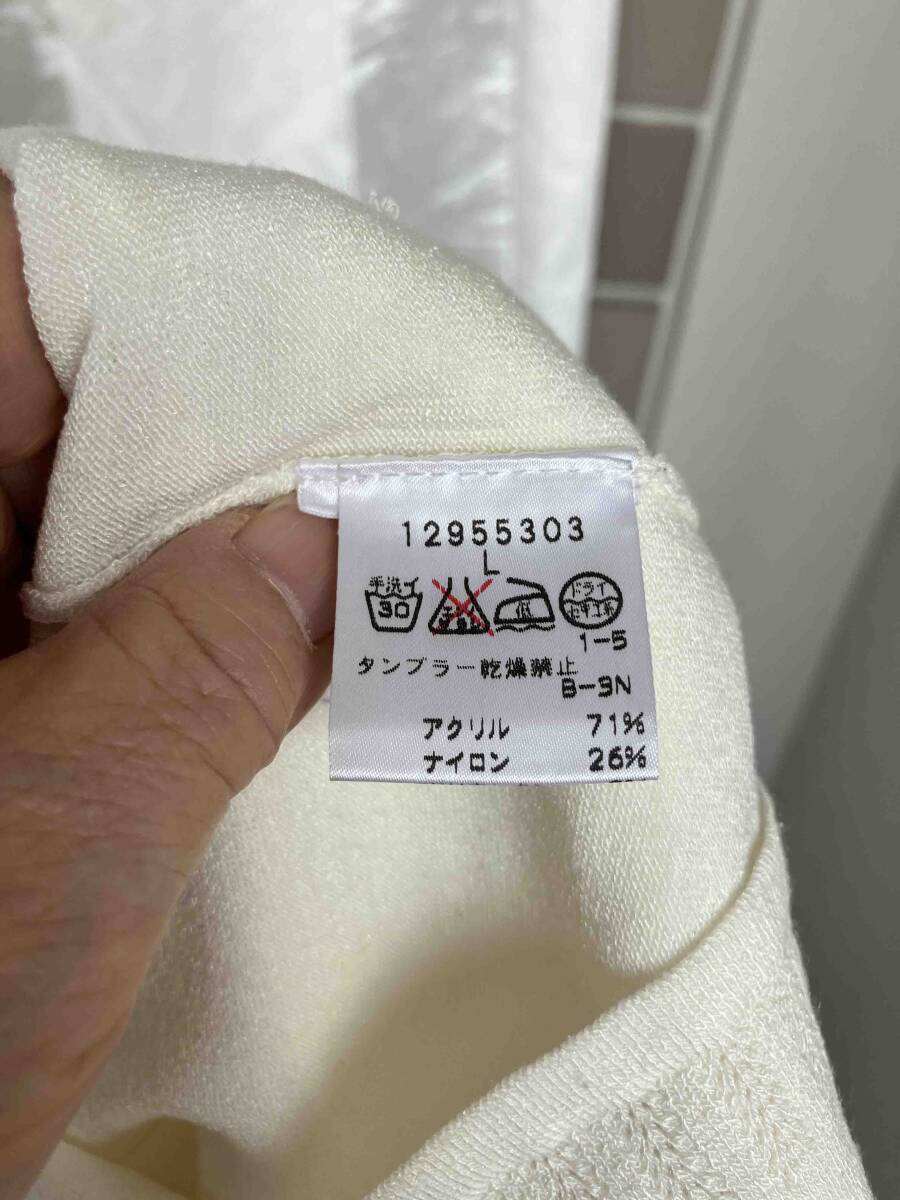 12955303
L
手洗イ 30 低 ドライ
1-5
タンブラー乾燥禁止
B-9N
アクリル 71%
ナイロン 26%